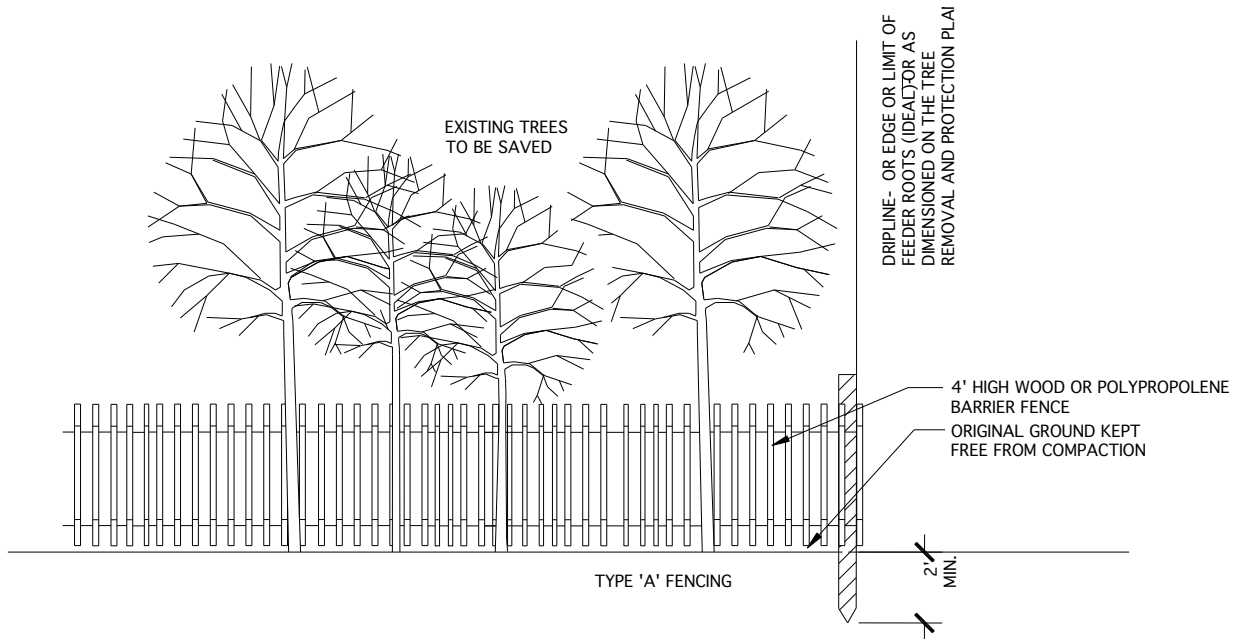 EXISTING TREES
TO BE SAVED
DRIPLINE- OR EDGE OR LIMIT OF
FEEDER ROOTS (IDEAL)OR AS
DIMENSIONED ON THE TREE
REMOVAL AND PROTECTION PLAI
4' HIGH WOOD OR POLYPROPOLENE
BARRIER FENCE
ORIGINAL GROUND KEPT
FREE FROM COMPACTION
TYPE 'A' FENCING
2'
MIN.